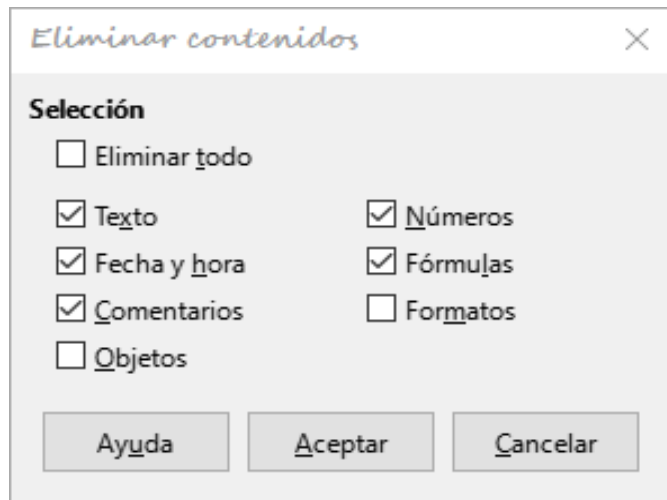 Eliminar contenidos
Selección
Eliminar todo
Texto Números
Fecha y hora Fórmulas
Comentarios Formatos
Objetos
Ayuda Aceptar Cancelar